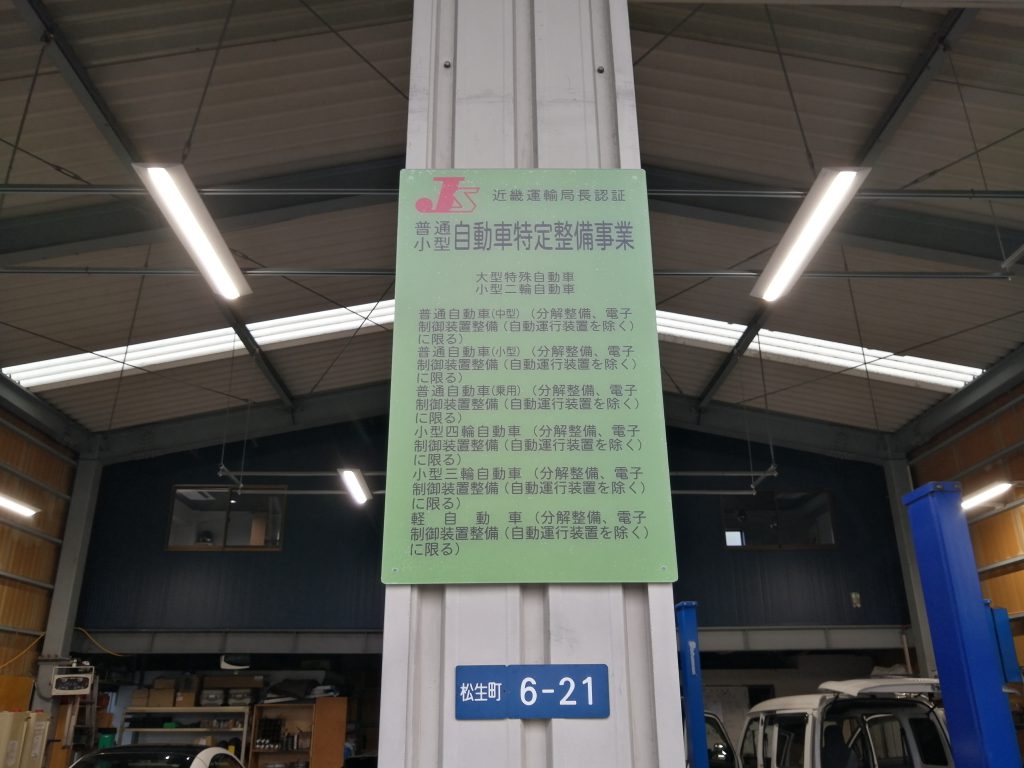 JS 近畿運輸局長認証
普通
小型 自動車特定整備事業
大型特殊自動車
小型二輪自動車
普通自動車(中型)(分解整備、電子
制御装置整備(自動運行装置を除く)
に限る)
普通自動車(小型)(分解整備、電子
制御装置整備(自動運行装置を除く)
に限る)
普通自動車(乗用)(分解整備、電子
制御装置整備(自動運行装置を除く)
に限る)
小型四輪自動車(分解整備、電子
制御装置整備(自動運行装置を除く)
に限る)
小型三輪自動車(分解整備、電子
制御装置整備(自動運行装置を除く)
に限る)
軽自動車(分解整備、電子
制御装置整備(自動運行装置を除く)
に限る)
松生町 6-21